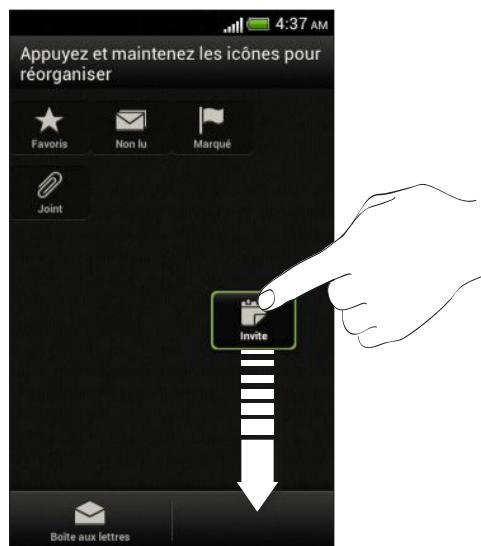 4:37 AM
Appuyez et maintenez les icônes pour
réorganiser
Favoris Non lu Marqué
Joint
Invite
Boîte aux lettres